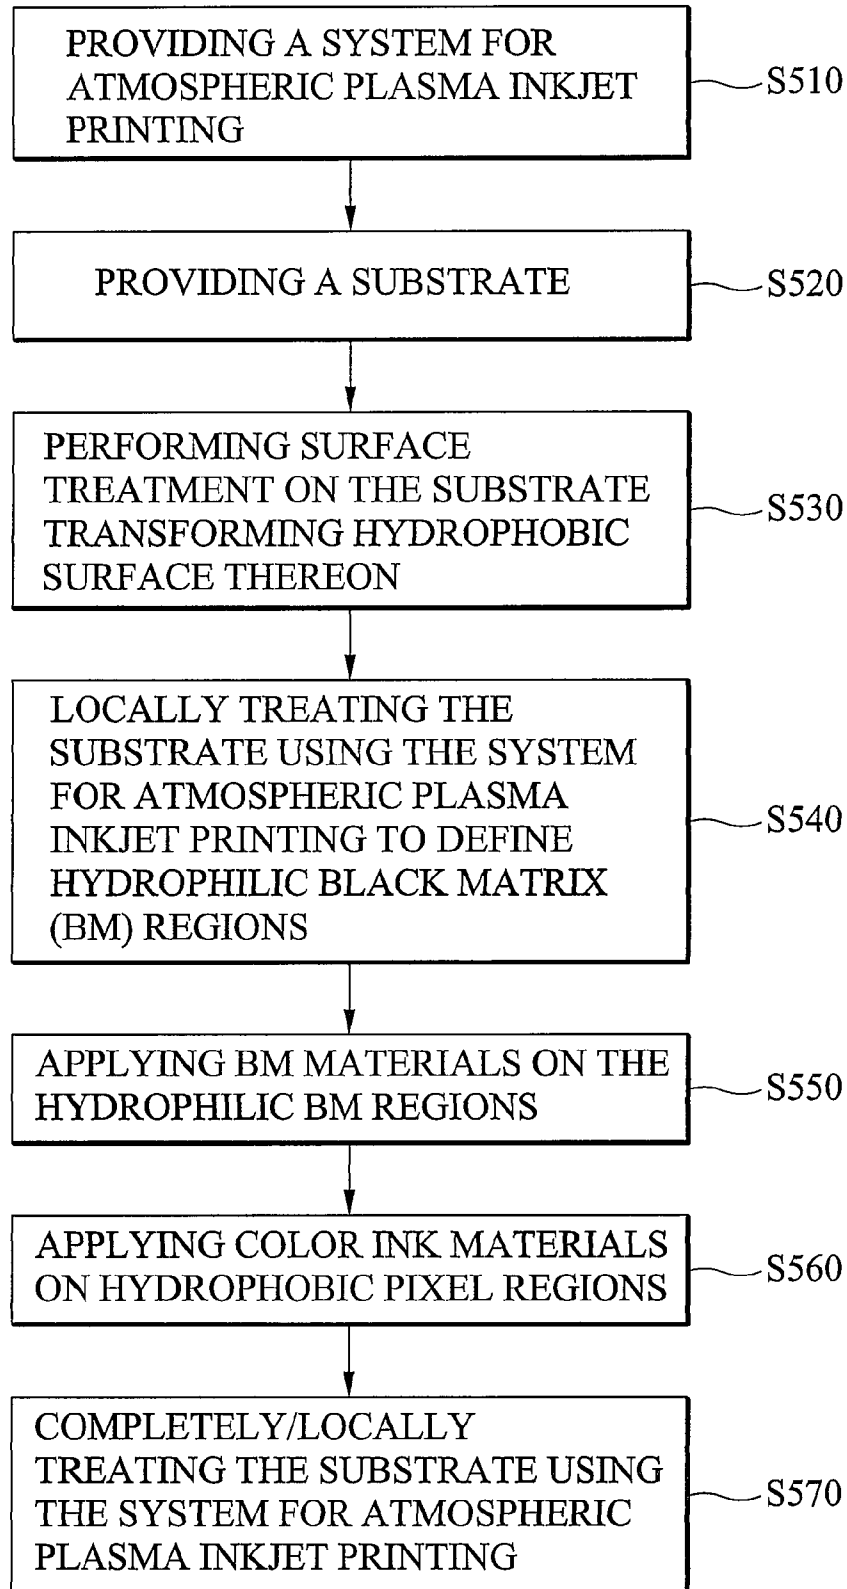 PROVIDING A SYSTEM FOR
ATMOSPHERIC PLASMA INKJET
PRINTING
S510
PROVIDING A SUBSTRATE
S520
PERFORMING SURFACE
TREATMENT ON THE SUBSTRATE
TRANSFORMING HYDROPHOBIC
SURFACE THEREON
S530
LOCALLY TREATING THE
SUBSTRATE USING THE SYSTEM
FOR ATMOSPHERIC PLASMA
INKJET PRINTING TO DEFINE
HYDROPHILIC BLACK MATRIX
(BM) REGIONS
S540
APPLYING BM MATERIALS ON THE
HYDROPHILIC BM REGIONS
S550
APPLYING COLOR INK MATERIALS
ON HYDROPHOBIC PIXEL REGIONS
S560
COMPLETELY/LOCALLY
TREATING THE SUBSTRATE USING
THE SYSTEM FOR ATMOSPHERIC
PLASMA INKJET PRINTING
S570